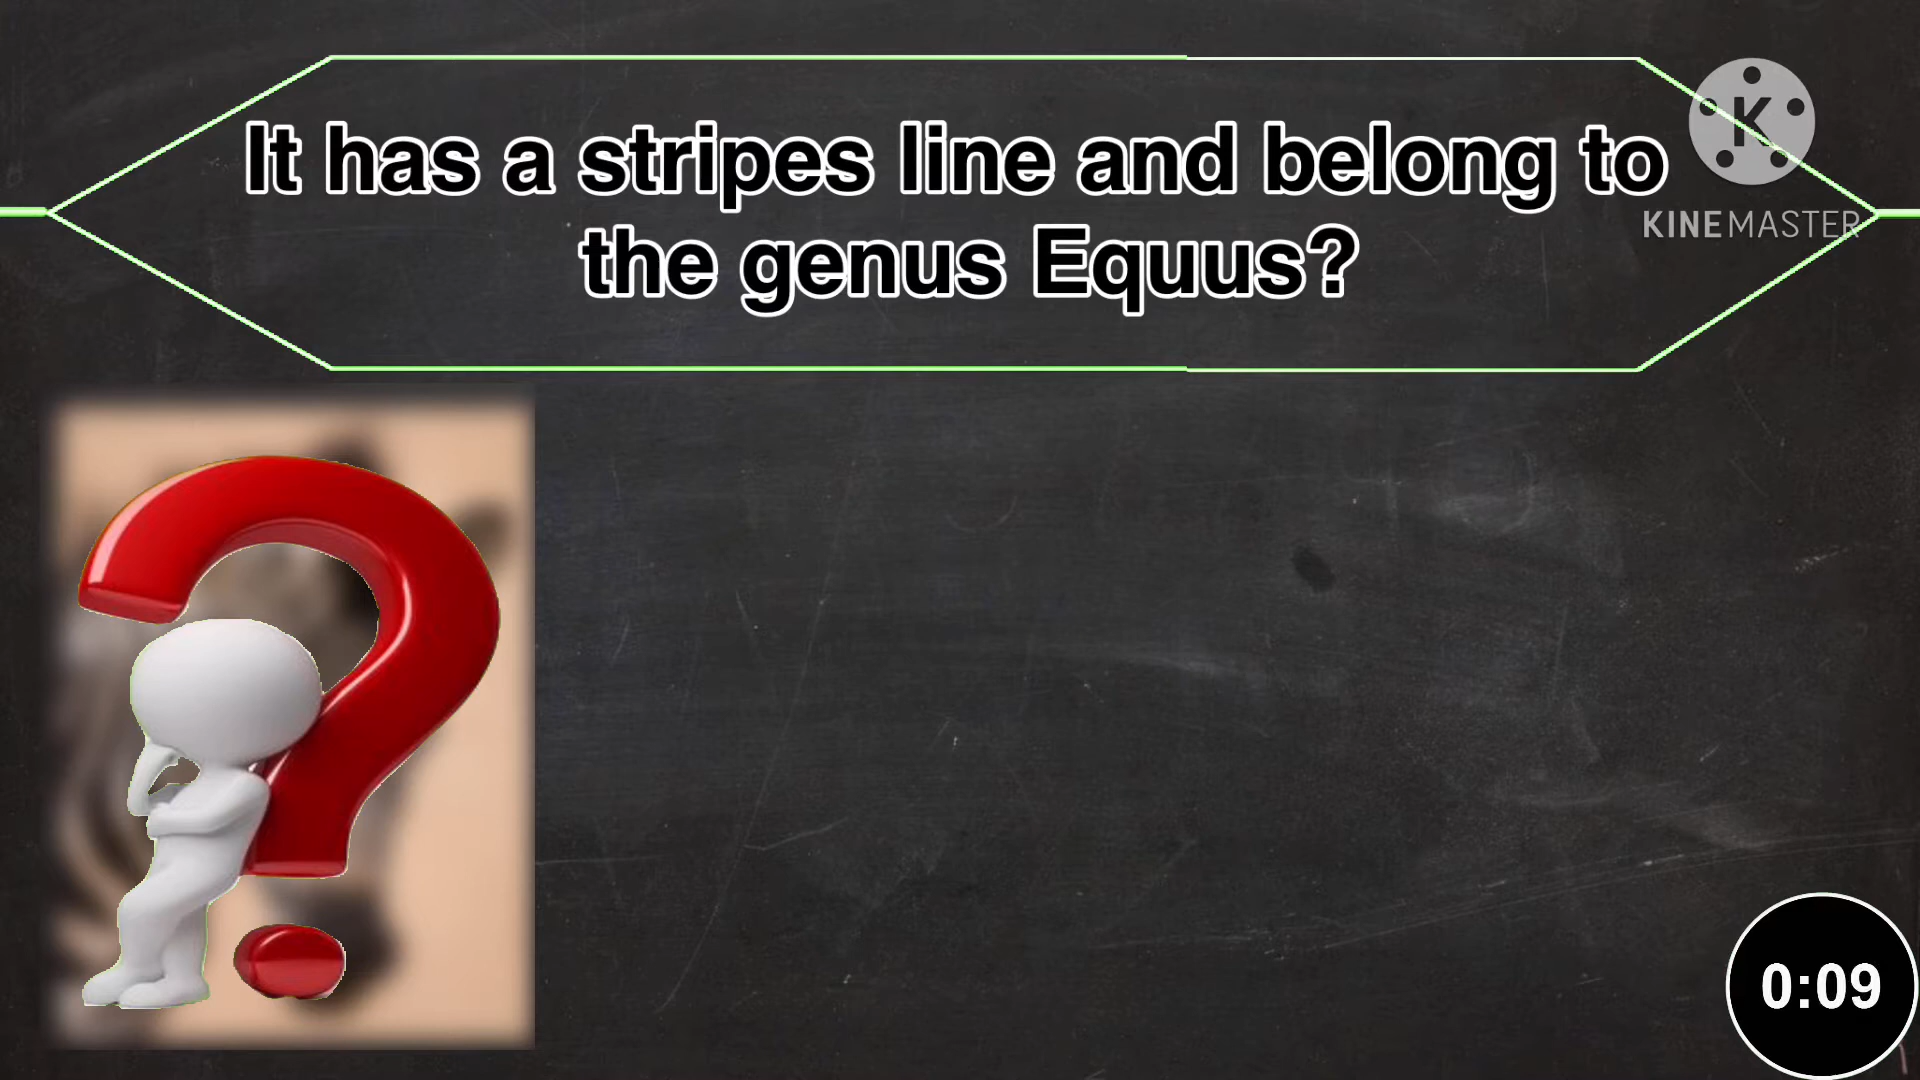 It has a stripes line and belong to
the genus Equus?
K
KINEMASTER
0:09